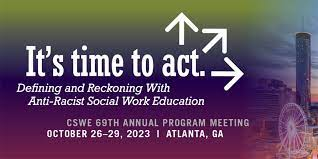 It's time to act.
Defining and Reckoning With
Anti-Racist Social Work Education
CSWE 69TH ANNUAL PROGRAM MEETING
OCTOBER 26–29, 2023 | ATLANTA, GA